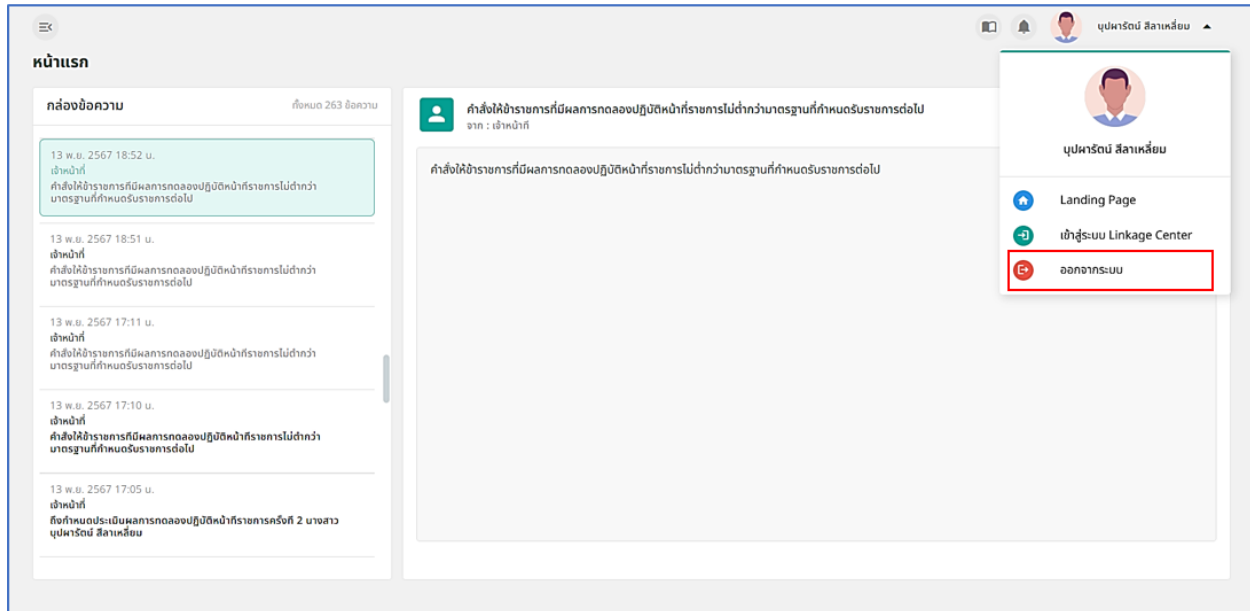 บุปผารัตน์ สีลาเหลี่ยม
หน้าแรก
กล่องข้อความ
ทั้งหมด 263 ข้อความ
13 พ.ย. 2567 18:52 น.
เจ้าหน้าที่
คำสั่งให้ข้าราชการที่มีผลการทดลองปฏิบัติหน้าที่ราชการไม่ต่ำกว่า
มาตรฐานที่กำหนดรับราชการต่อไป
13 พ.ย. 2567 18:51 น.
เจ้าหน้าที่
คำสั่งให้ข้าราชการที่มีผลการทดลองปฏิบัติหน้าที่ราชการไม่ต่ำกว่า
มาตรฐานที่กำหนดรับราชการต่อไป
13 พ.ย. 2567 17:11 น.
เจ้าหน้าที่
คำสั่งให้ข้าราชการที่มีผลการทดลองปฏิบัติหน้าที่ราชการไม่ต่ำกว่า
มาตรฐานที่กำหนดรับราชการต่อไป
13 พ.ย. 2567 17:10 น.
เจ้าหน้าที่
คำสั่งให้ข้าราชการที่มีผลการทดลองปฏิบัติหน้าที่ราชการไม่ต่ำกว่า
มาตรฐานที่กำหนดรับราชการต่อไป
13 พ.ย. 2567 17:05 น.
เจ้าหน้าที่
ถึงกำหนดประเมินผลการทดลองปฏิบัติหน้าที่ราชการครั้งที่ 2 นางสาว
บุปผารัตน์ สีลาเหลี่ยม
คำสั่งให้ข้าราชการที่มีผลการทดลองปฏิบัติหน้าที่ราชการไม่ต่ำกว่ามาตรฐานที่กำหนดรับราชการต่อไป
จาก : เจ้าหน้าที่
คำสั่งให้ข้าราชการที่มีผลการทดลองปฏิบัติหน้าที่ราชการไม่ต่ำกว่ามาตรฐานที่กำหนดรับราชการต่อไป
บุปผารัตน์ สีลาเหลี่ยม
Landing Page
เข้าสู่ระบบ Linkage Center
ออกจากระบบ